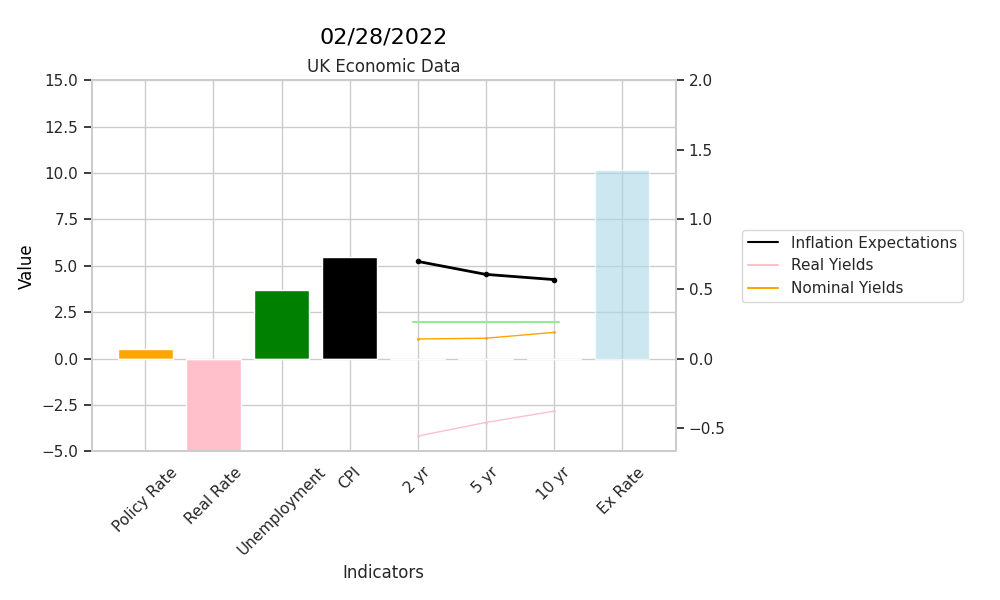 02/28/2022
UK Economic Data
15.0
12.5
10.0
7.5
5.0
2.5
0.0
−2.5
−5.0
Value
2.0
1.5
1.0
0.5
0.0
−0.5
Inflation Expectations
Real Yields
Nominal Yields
Policy Rate
Real Rate
Unemployment
CPI
2 yr
5 yr
10 yr
Ex Rate
Indicators